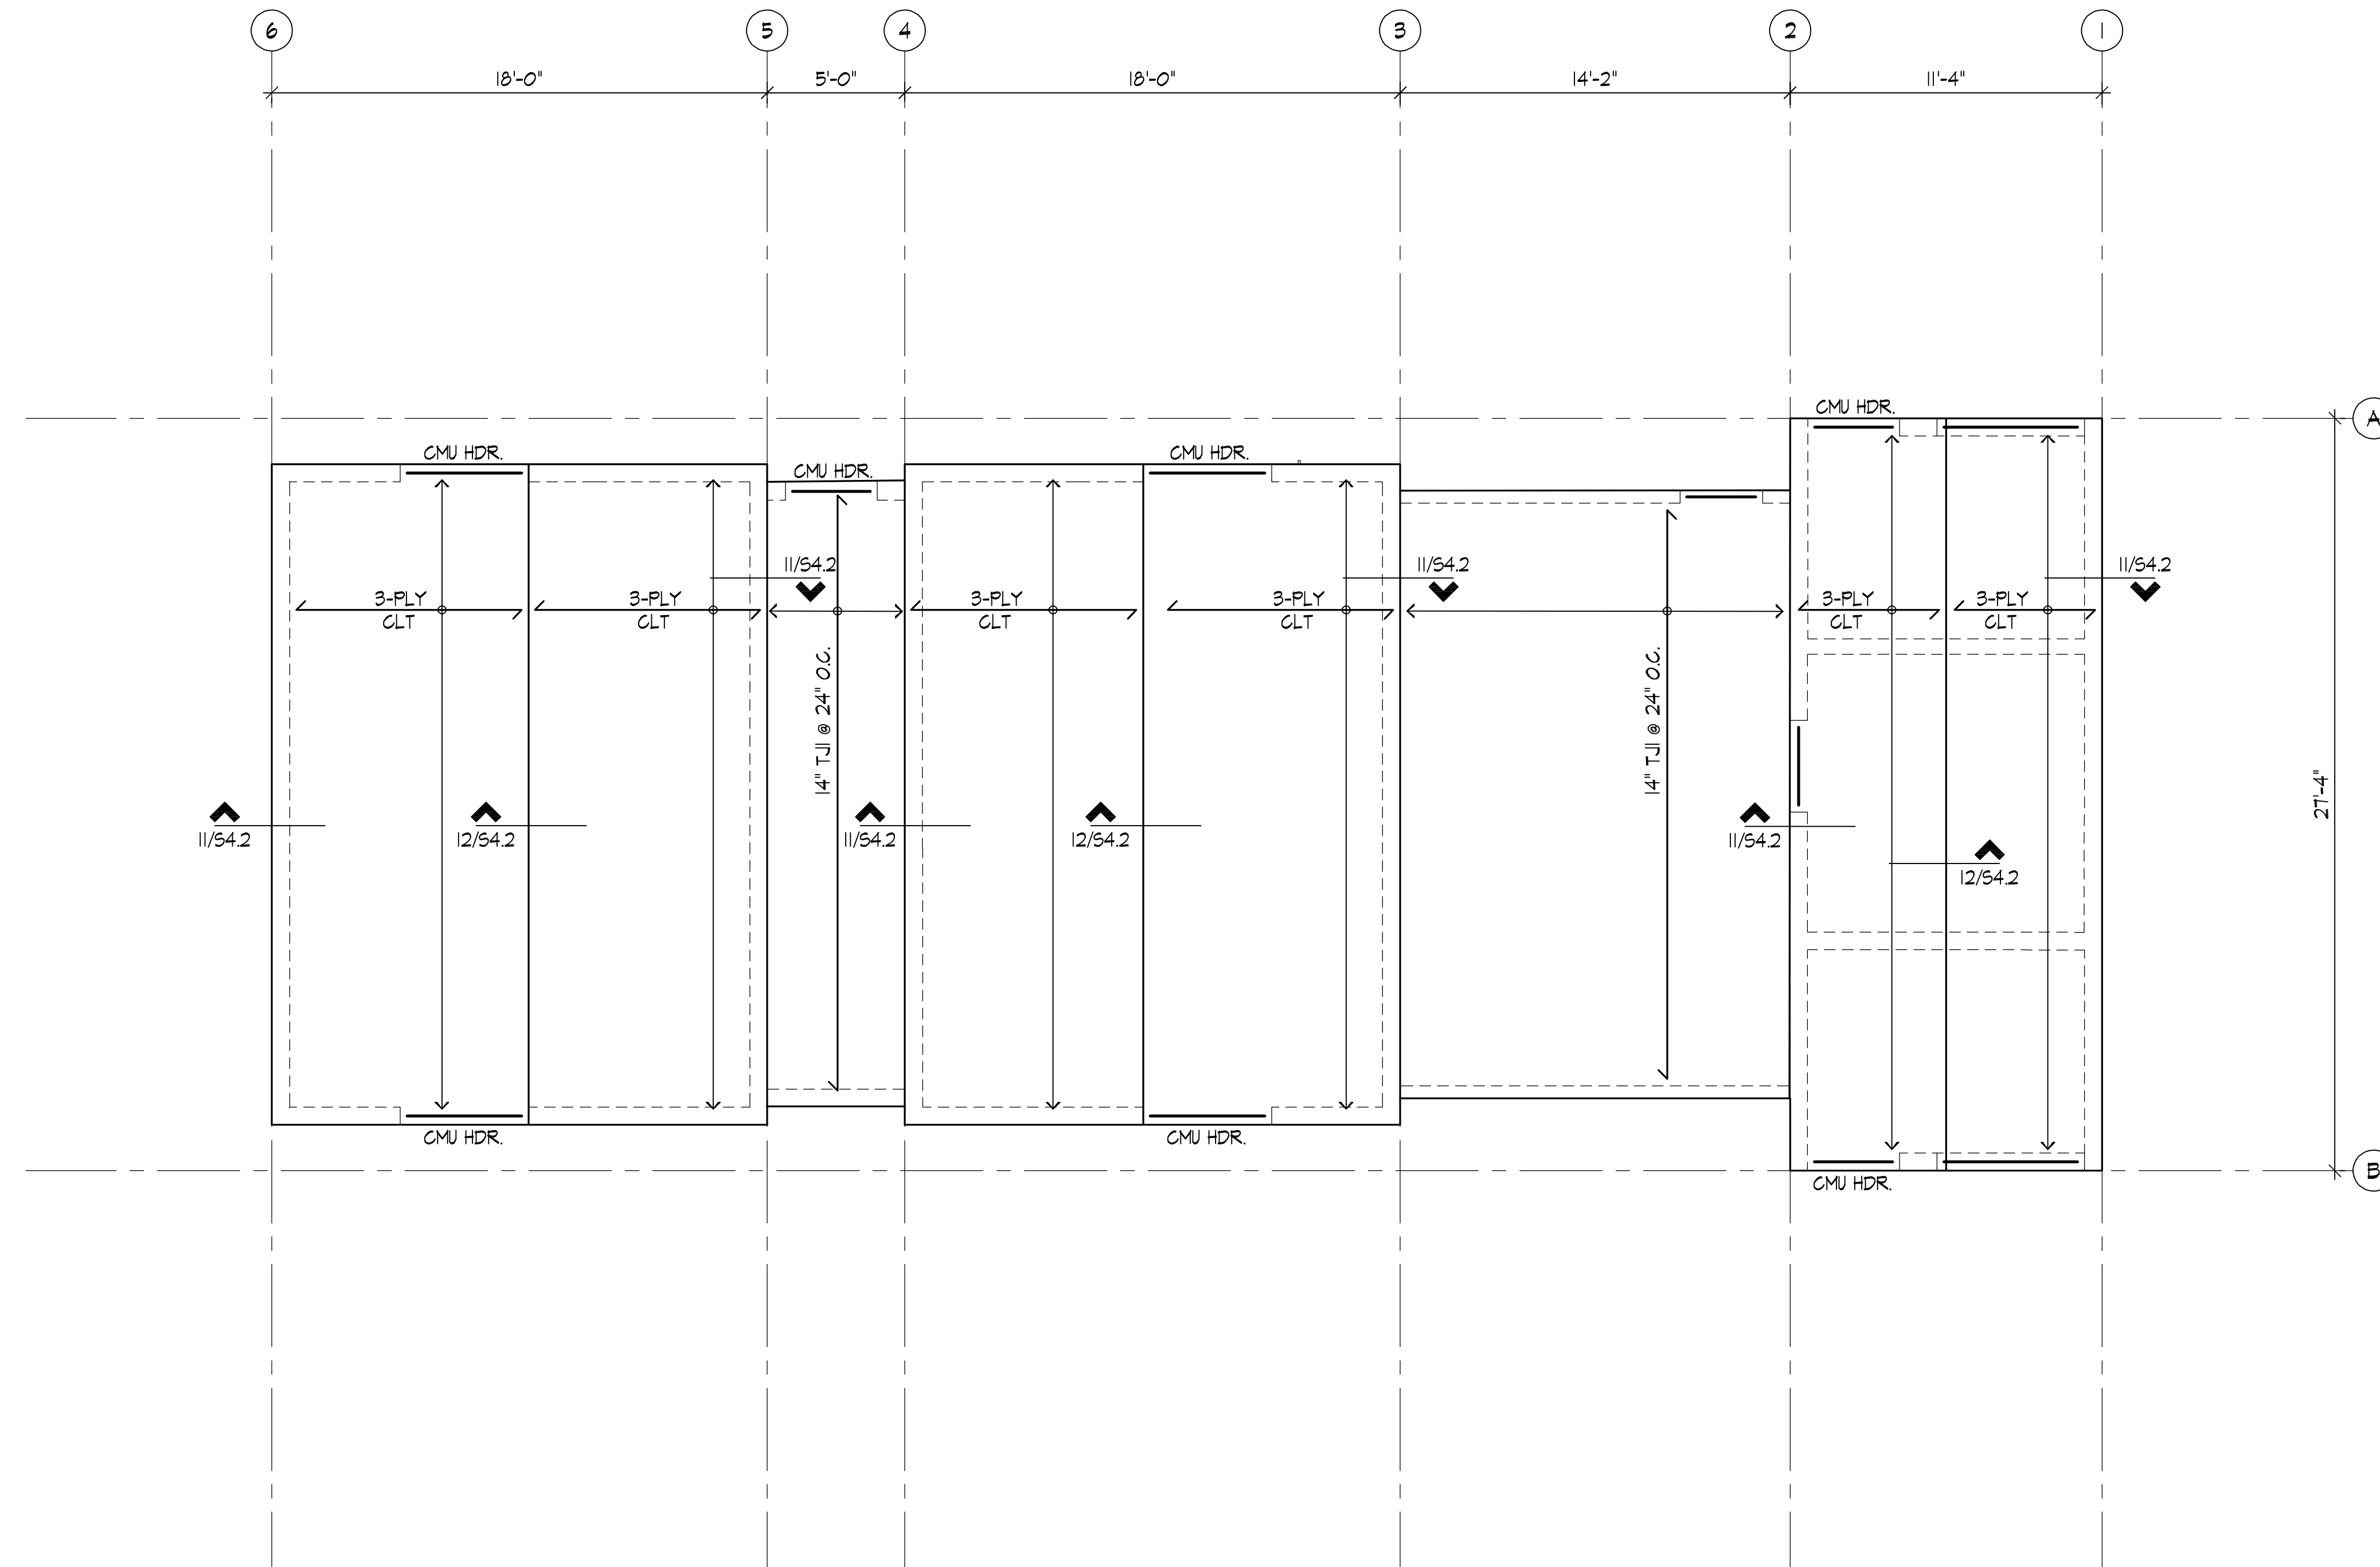 6 5 4 3 2 1
18'-0" 5'-0" 18'-0" 14'-2" 11'-4"
CMU HDR.
A
CMU HDR. CMU HDR.
CMU HDR.
11/S4.2 11/S4.2 11/S4.2
3-PLY 3-PLY 3-PLY 3-PLY 3-PLY 3-PLY
CLT CLT CLT CLT CLT CLT
14" TJI @ 24" O.C.
14" TJI @ 24" O.C.
27'-4"
11/S4.2 12/S4.2 11/S4.2 12/S4.2 11/S4.2
12/S4.2
CMU HDR. CMU HDR.
B
CMU HDR.